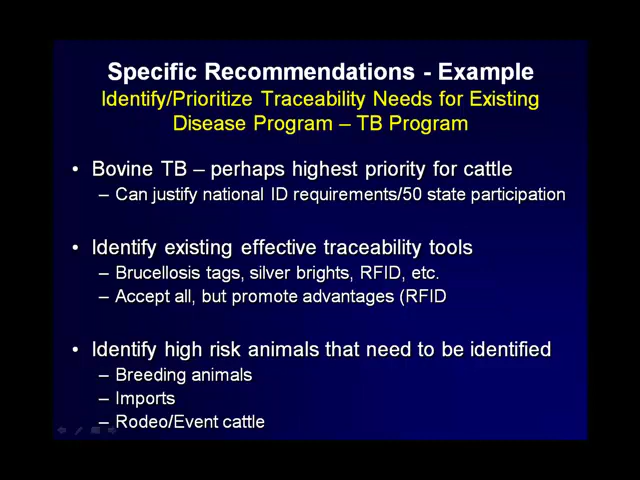 Specific Recommendations - Example
Identify/Prioritize Traceability Needs for Existing
Disease Program – TB Program
• Bovine TB – perhaps highest priority for cattle
– Can justify national ID requirements/50 state participation
• Identify existing effective traceability tools
– Brucellosis tags, silver brights, RFID, etc.
– Accept all, but promote advantages (RFID
• Identify high risk animals that need to be identified
– Breeding animals
– Imports
– Rodeo/Event cattle